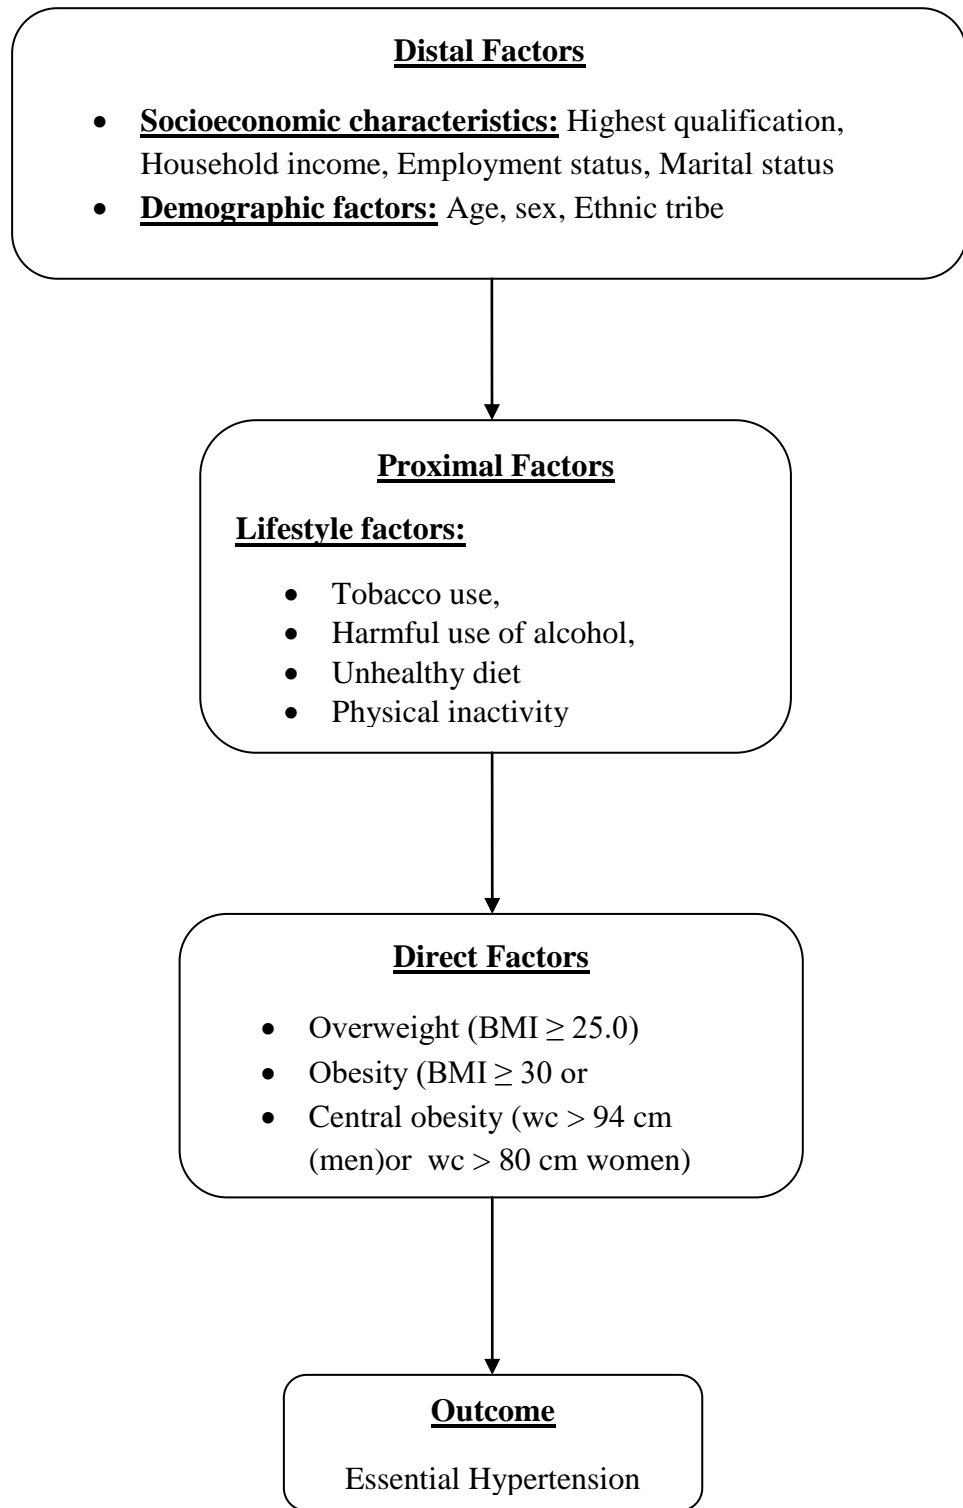 Distal Factors
• Socioeconomic characteristics: Highest qualification,
Household income, Employment status, Marital status
• Demographic factors: Age, sex, Ethnic tribe
Proximal Factors
Lifestyle factors:
• Tobacco use,
• Harmful use of alcohol,
• Unhealthy diet
• Physical inactivity
Direct Factors
• Overweight (BMI ≥ 25.0)
• Obesity (BMI ≥ 30 or
• Central obesity (wc > 94 cm
(men)or  wc > 80 cm women)
Outcome
Essential Hypertension